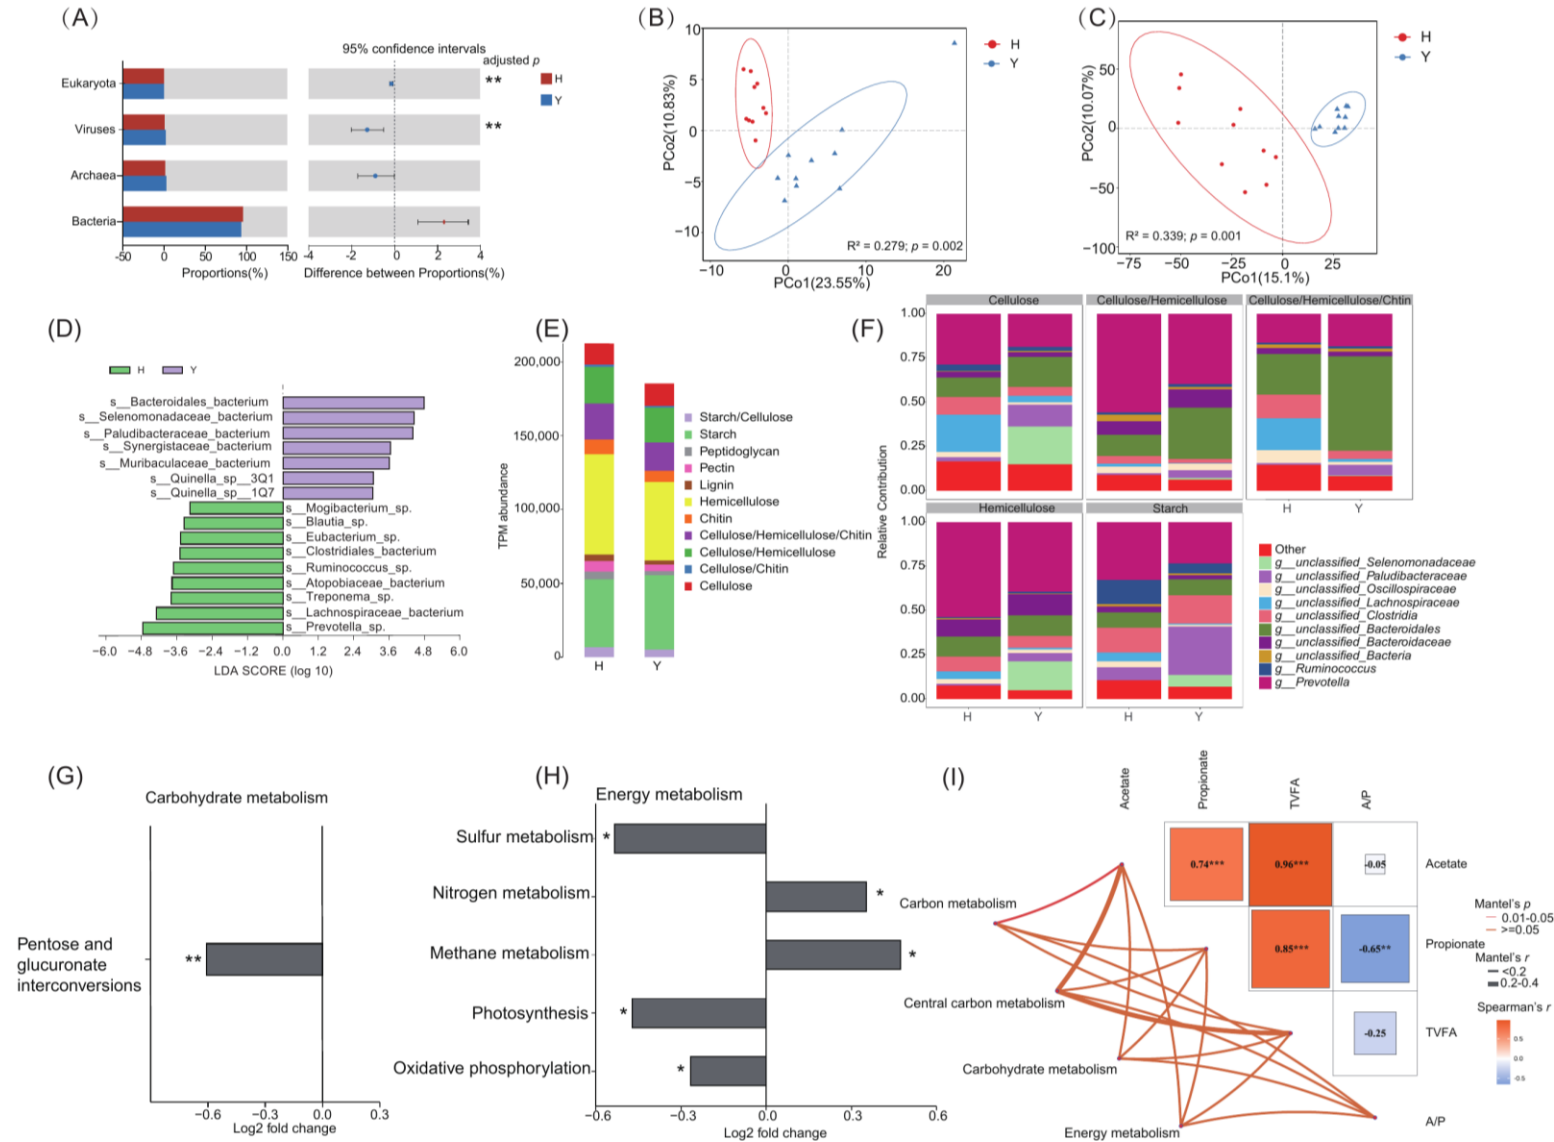 (A)
95% confidence intervals
adjusted p
Eukaryota
**
H
Y
Viruses
**
Archaea
Bacteria
-50 0 50 100 150
-4 -2 0 2 4
Proportions(%)
Difference between Proportions(%)
(B)
PCo2(10.83%)
10
5
0
−5
−10
R² = 0.279; p = 0.002
−10 0 10 20
PCo1(23.55%)
H
Y
(C)
PCo2(10.07%)
50
0
−50
−100
R² = 0.339; p = 0.001
−75 −50 −25 0 25
PCo1(15.1%)
H
Y
(D)
H Y
s__Bacteroidales_bacterium
s__Selenomonadaceae_bacterium
s__Paludibacteraceae_bacterium
s__Synergistaceae_bacterium
s__Muribaculaceae_bacterium
s__Quinella_sp__3Q1
s__Quinella_sp__1Q7
s__Mogibacterium_sp.
s__Blautia_sp.
s__Eubacterium_sp.
s__Clostridiales_bacterium
s__Ruminococcus_sp.
s__Atopobiaceae_bacterium
s__Treponema_sp.
s__Lachnospiraceae_bacterium
s__Prevotella_sp.
−6.0 −4.8 −3.6 −2.4 −1.2 0.0 1.2 2.4 3.6 4.8 6.0
LDA SCORE (log 10)
(E)
TPM abundance
200,000
150,000
100,000
50,000
0
H Y
Starch/Cellulose
Starch
Peptidoglycan
Pectin
Lignin
Hemicellulose
Chitin
Cellulose/Hemicellulose/Chitin
Cellulose/Hemicellulose
Cellulose/Chitin
Cellulose
(F)
Relative Contribution
Cellulose
Cellulose/Hemicellulose
Cellulose/Hemicellulose/Chtin
1.00
0.75
0.50
0.25
0.00
H Y
Hemicellulose
Starch
1.00
0.75
0.50
0.25
0.00
H Y H Y
Other
g__unclassified_Selenomonadaceae
g__unclassified_Paludibacteraceae
g__unclassified_Oscillospiraceae
g__unclassified_Lachnospiraceae
g__unclassified_Clostridia
g__unclassified_Bacteroidales
g__unclassified_Bacteroidaceae
g__unclassified_Bacteria
g__Ruminococcus
g__Prevotella
(G)
Carbohydrate metabolism
Pentose and
glucuronate
interconversions
**
−0.6 −0.3 0.0 0.3
Log2 fold change
(H)
Energy metabolism
Sulfur metabolism
*
Nitrogen metabolism
*
Methane metabolism
*
Photosynthesis
*
Oxidative phosphorylation
*
−0.6 −0.3 0.0 0.3 0.6
Log2 fold change
(I)
Acetate
Propionate
TVFA
A/P
0.74*** 0.96*** -0.05
Acetate
0.85*** -0.65**
Propionate
-0.25
TVFA
A/P
Carbon metabolism
Central carbon metabolism
Carbohydrate metabolism
Energy metabolism
Mantel's p
0.01-0.05
>=0.05
Mantel's r
<0.2
0.2-0.4
Spearman's r
0.5
0.0
-0.5